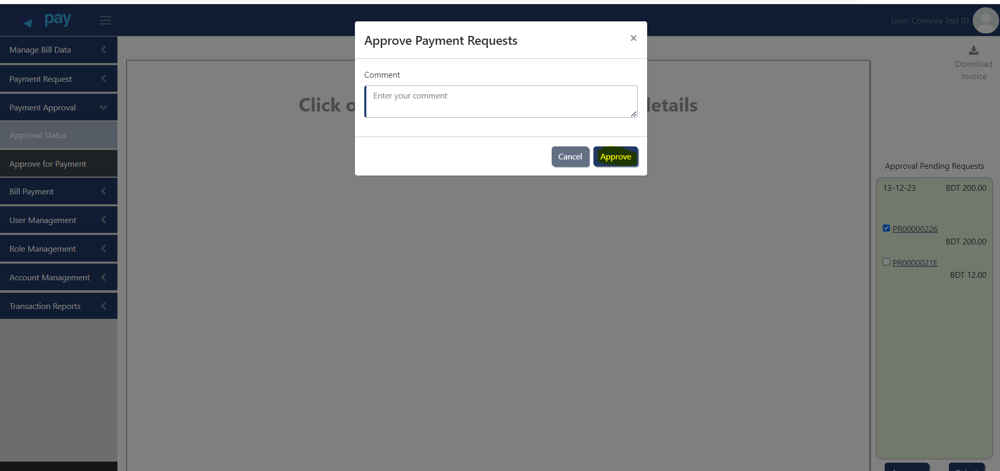 pay
User: Comviva Test 01
Manage Bill Data
Payment Request
Payment Approval
Approval Status
Approve for Payment
Bill Payment
User Management
Role Management
Account Management
Transaction Reports
Approve Payment Requests
×
Comment
Enter your comment
Cancel Approve
Click
details
Download
Invoice
Approval Pending Requests
13-12-23 BDT 200.00
PR00000226
BDT 200.00
PR0000021E
BDT 12.00